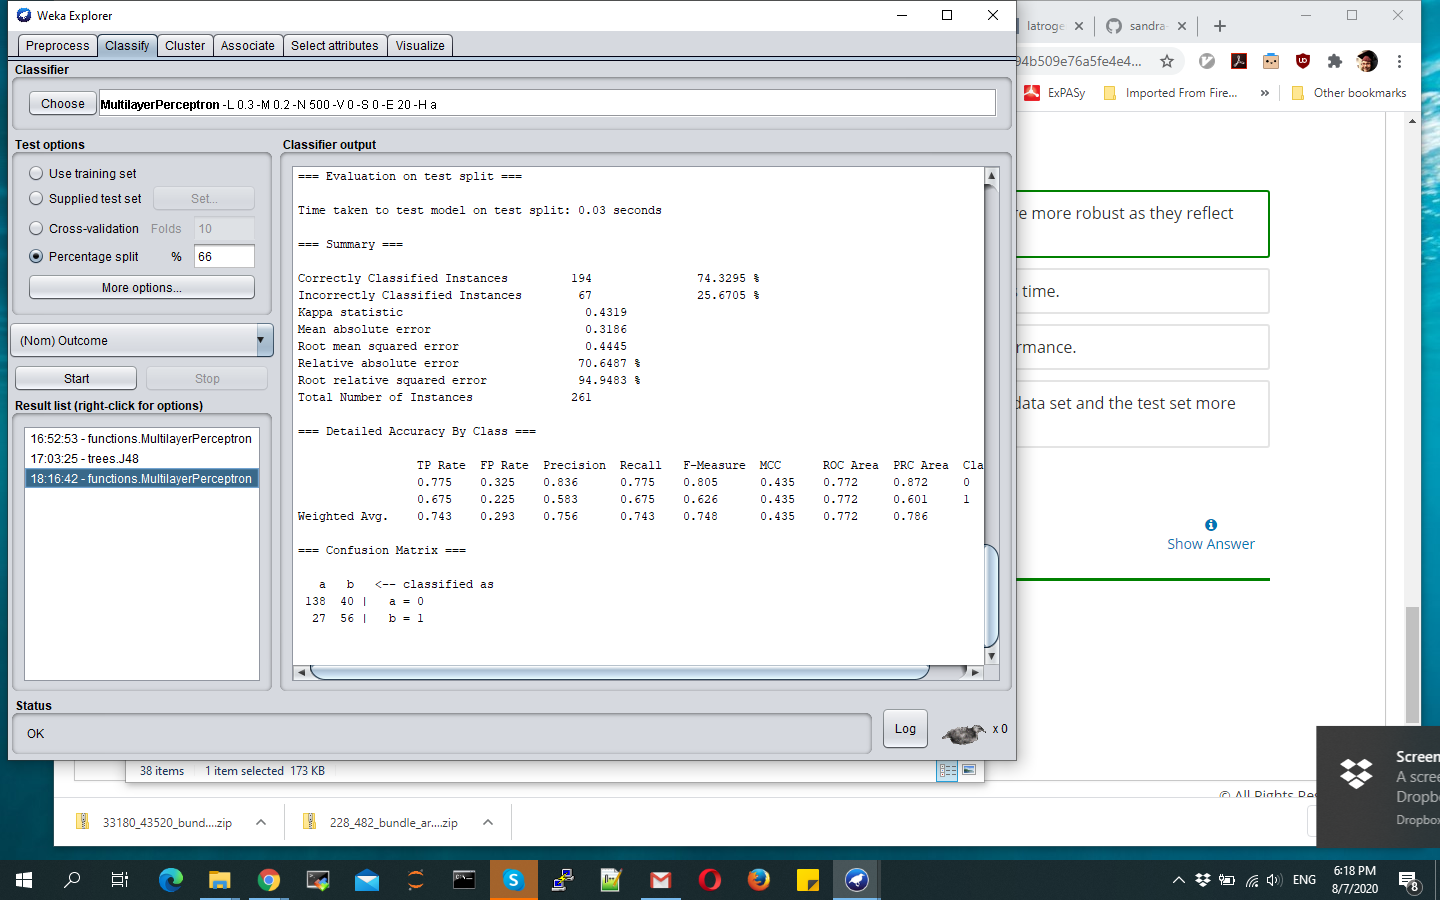 Weka Explorer
Preprocess Classify Cluster Associate Select attributes Visualize
Classifier
Choose MultilayerPerceptron -L 0.3 -M 0.2 -N 500 -V 0 -S 0 -E 20 -H a
Test options
Use training set
Supplied test set Set...
Cross-validation Folds 10
Percentage split % 66
More options...
(Nom) Outcome
Start Stop
Result list (right-click for options)
16:52:53 - functions.MultilayerPerceptron
17:03:25 - trees.J48
18:16:42 - functions.MultilayerPerceptron
Classifier output
=== Evaluation on test split ===
Time taken to test model on test split: 0.03 seconds
=== Summary ===
Correctly Classified Instances 194 74.3295 %
Incorrectly Classified Instances 67 25.6705 %
Kappa statistic 0.4319
Mean absolute error 0.3186
Root mean squared error 0.4445
Relative absolute error 70.6487 %
Root relative squared error 94.9483 %
Total Number of Instances 261
=== Detailed Accuracy By Class ===
TP Rate FP Rate Precision Recall F-Measure MCC ROC Area PRC Area Cla
0.775 0.325 0.836 0.775 0.805 0.435 0.772 0.872 0
0.675 0.225 0.583 0.675 0.626 0.435 0.772 0.601 1
Weighted Avg. 0.743 0.293 0.756 0.743 0.748 0.435 0.772 0.786
=== Confusion Matrix ===
a b <-- classified as
138 40 | a = 0
27 56 | b = 1
Status
OK
Log
x 0
latroge
sandra-
94b509e76a5fe4e4...
ExPASy Imported From Fire... » Other bookmarks
re more robust as they reflect
time.
rmance.
data set and the test set more
Show Answer
38 items 1 item selected 173 KB
© All Rights Re
33180_43520_bund....zip 228_482_bundle_ar....zip
Screen
A scree
Dropbo
Dropbox
ENG
6:18 PM
8/7/2020
8